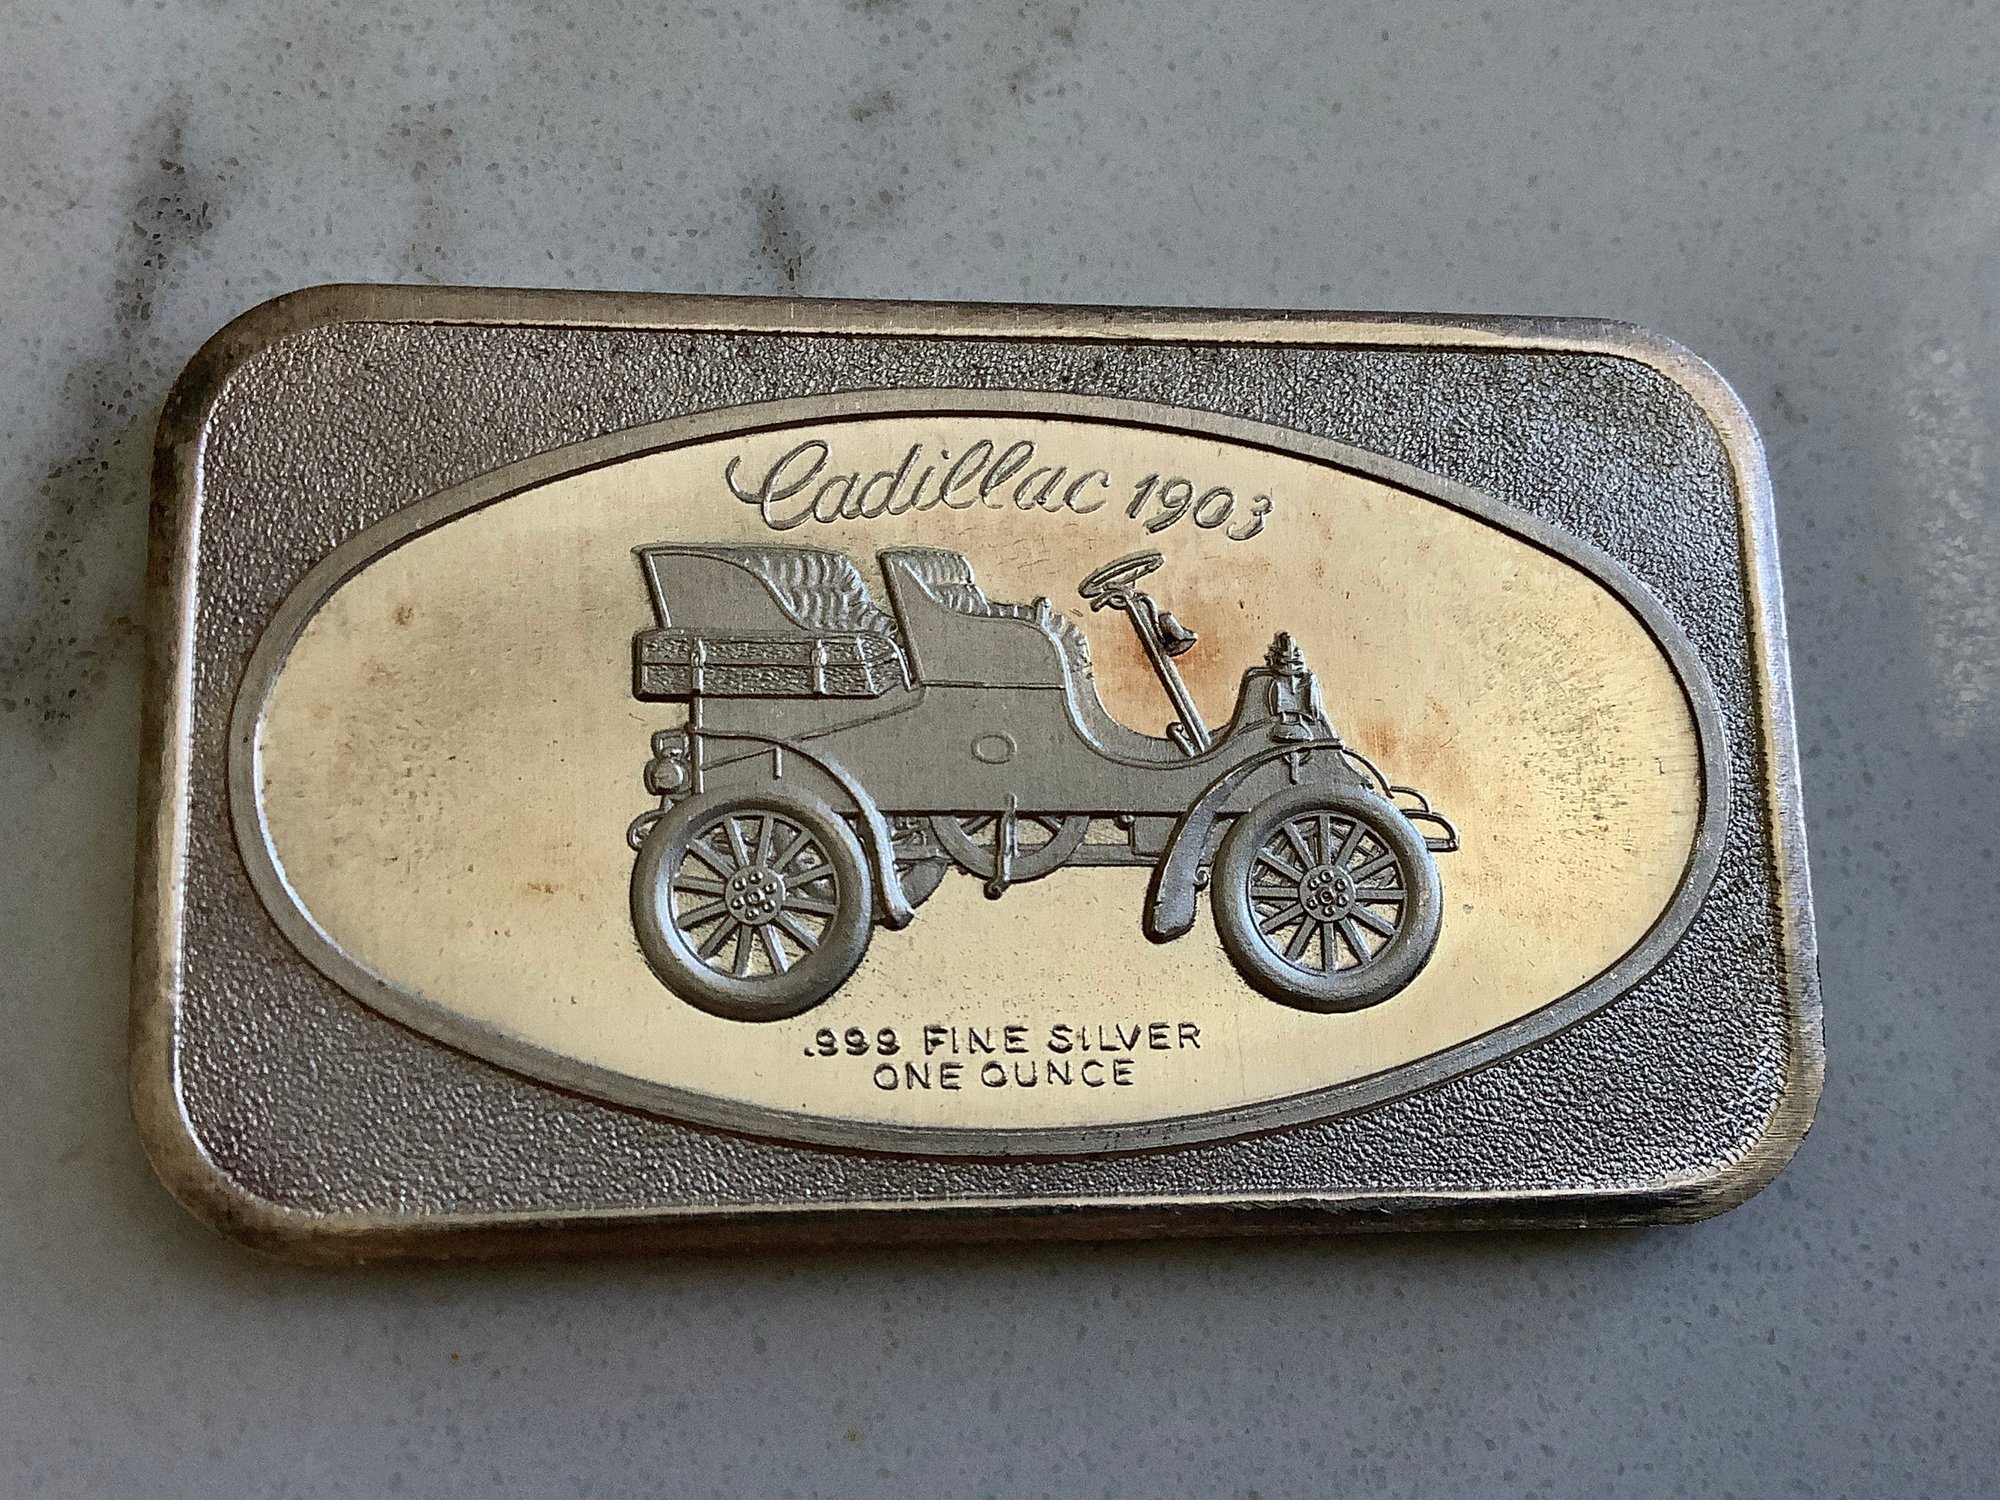 Cadillac 1903
.999 FINE SILVER
ONE OUNCE